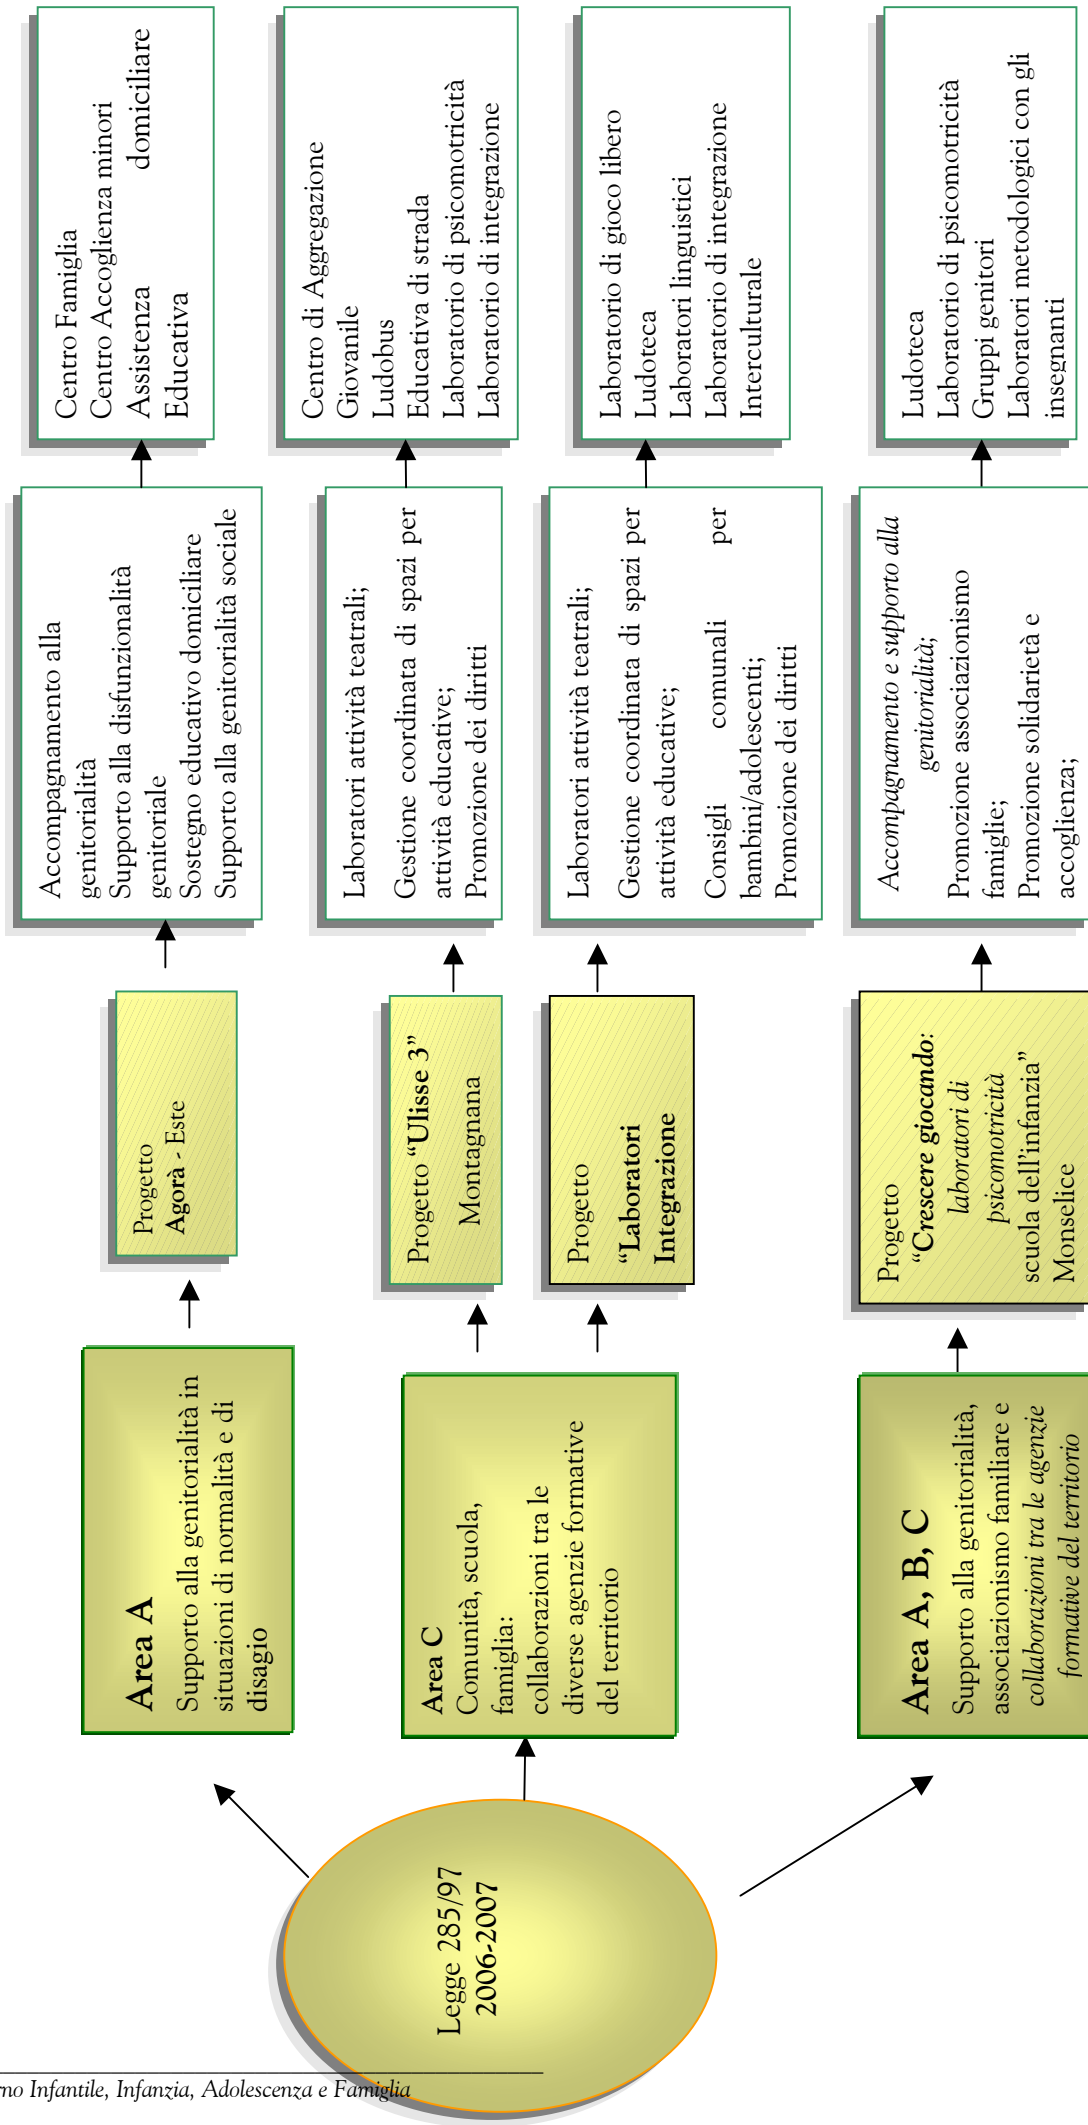 Legge 285/97
2006-2007
Area A
Supporto alla genitorialità in
situazioni di normalità e di
disagio
Progetto
Agorà - Este
Accompagnamento alla
genitorialità
Supporto alla disfunzionalità
genitoriale
Sostegno educativo domiciliare
Supporto alla genitorialità sociale
Centro Famiglia
Centro Accoglienza minori
Assistenza domiciliare
Educativa
Area C
Comunità, scuola,
famiglia:
collaborazioni tra le
diverse agenzie formative
del territorio
Progetto “Ulisse 3”
Montagnana
Laboratori attività teatrali;
Gestione coordinata di spazi per
attività educative;
Promozione dei diritti
Centro di Aggregazione
Giovanile
Ludobus
Educativa di strada
Laboratorio di psicomotricità
Laboratorio di integrazione
Progetto
“Laboratori
Integrazione
Laboratori attività teatrali;
Gestione coordinata di spazi per
attività educative;
Consigli comunali per
bambini/adolescenti;
Promozione dei diritti
Laboratorio di gioco libero
Ludoteca
Laboratori linguistici
Laboratorio di integrazione
Interculturale
Area A, B, C
Supporto alla genitorialità,
associazionismo familiare e
collaborazioni tra le agenzie
formative del territorio
Progetto
“Crescere giocando:
laboratori di
psicomotricità
scuola dell’infanzia”
Monselice
Accompagnamento e supporto alla
genitorialità;
Promozione associazionismo
famiglie;
Promozione solidarietà e
accoglienza;
Ludoteca
Laboratorio di psicomotricità
Gruppi genitori
Laboratori metodologici con gli
insegnanti
Infantile, Infanzia, Adolescenza e Famiglia